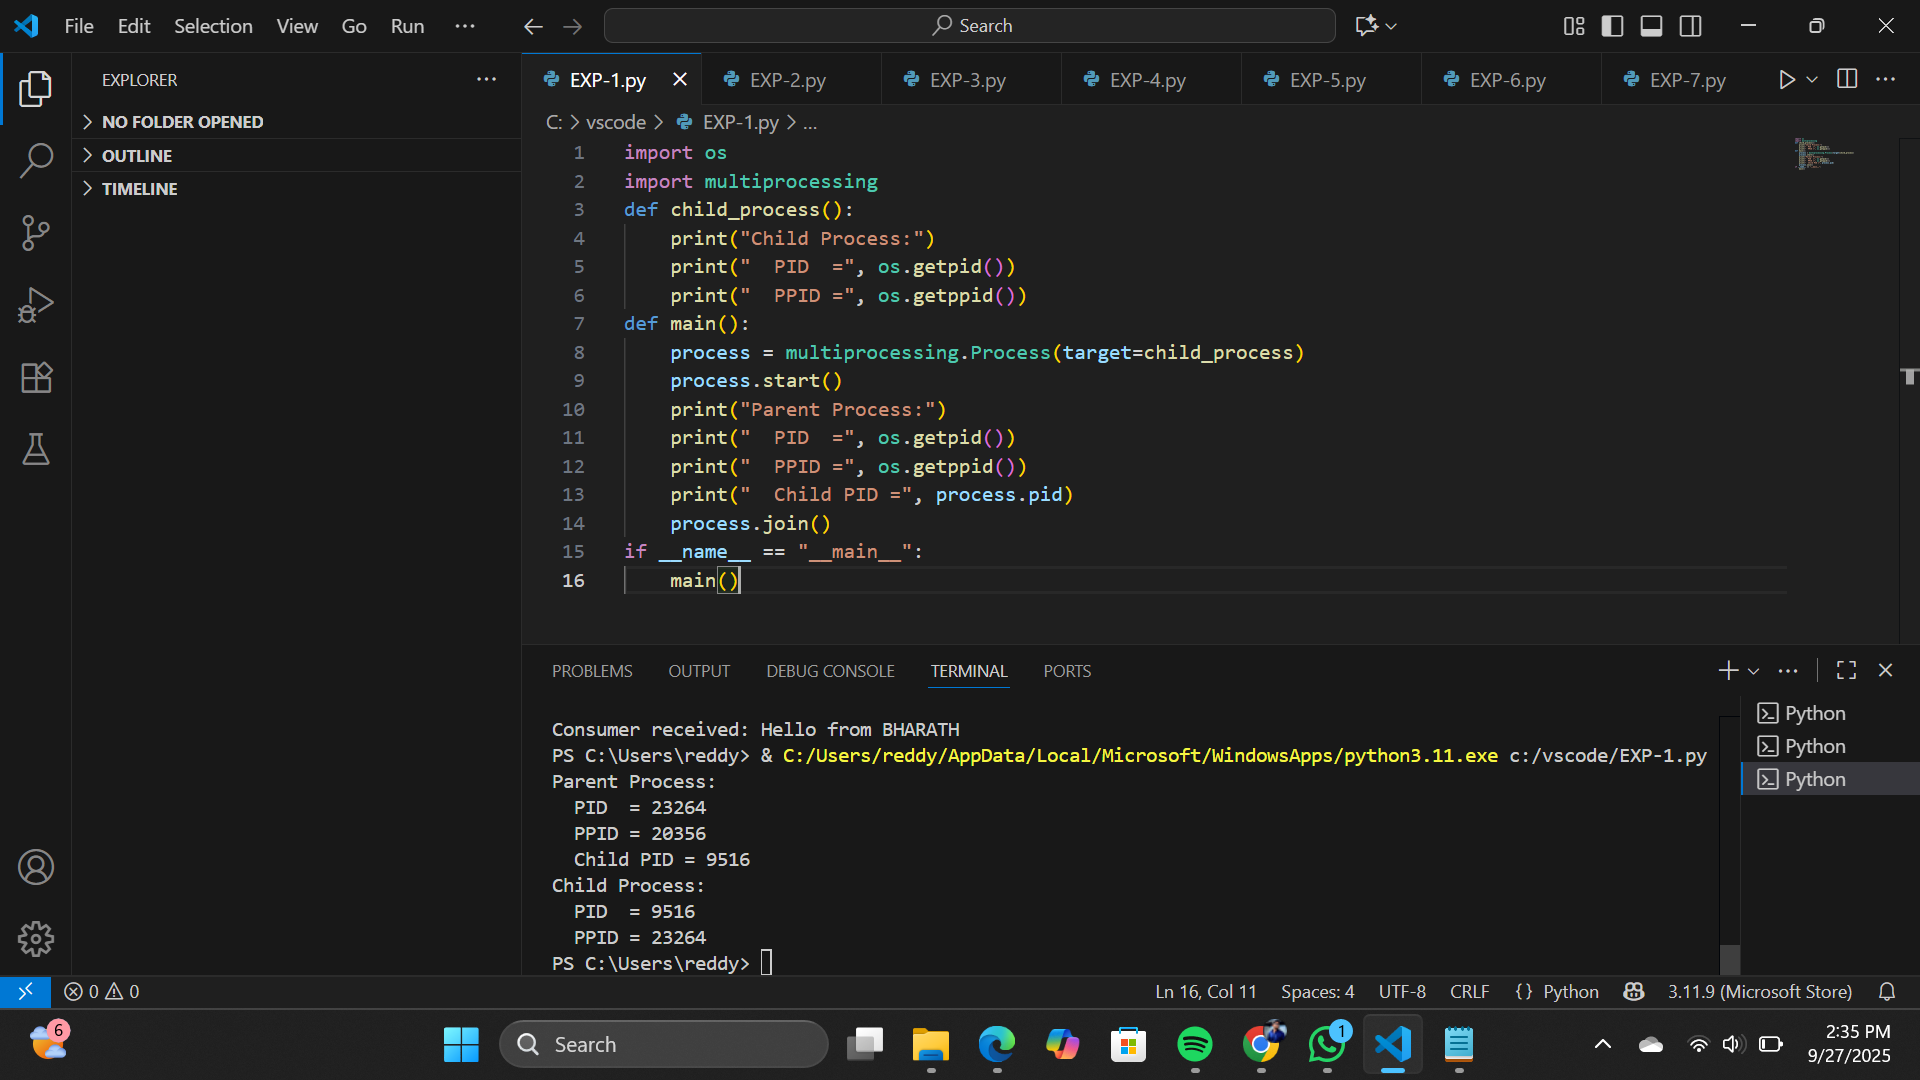 File Edit Selection View Go Run ··· Search
EXPLORER ···
NO FOLDER OPENED
OUTLINE
TIMELINE
EXP-1.py EXP-2.py EXP-3.py EXP-4.py EXP-5.py EXP-6.py EXP-7.py ···
C: > vscode > EXP-1.py > ...
1 import os
2 import multiprocessing
3 def child_process():
4     print("Child Process:")
5     print("  PID  =", os.getpid())
6     print("  PPID =", os.getppid())
7 def main():
8     process = multiprocessing.Process(target=child_process)
9     process.start()
10     print("Parent Process:")
11     print("  PID  =", os.getpid())
12     print("  PPID =", os.getppid())
13     print("  Child PID =", process.pid)
14     process.join()
15 if __name__ == "__main__":
16     main()
PROBLEMS OUTPUT DEBUG CONSOLE TERMINAL PORTS ···
Consumer received: Hello from BHARATH
PS C:\Users\reddy> & C:/Users/reddy/AppData/Local/Microsoft/WindowsApps/python3.11.exe c:/vscode/EXP-1.py
Parent Process:
  PID  = 23264
  PPID = 20356
  Child PID = 9516
Child Process:
  PID  = 9516
  PPID = 23264
PS C:\Users\reddy>
Python
Python
Python
0 0 Ln 16, Col 11 Spaces: 4 UTF-8 CRLF {} Python 3.11.9 (Microsoft Store)
6 Search 1 2:35 PM
9/27/2025